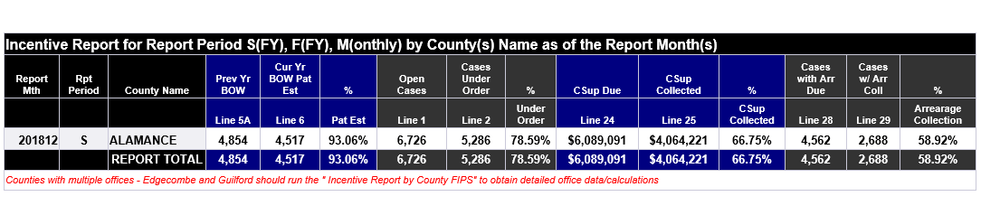 Incentive Report for Report Period S(FY), F(FY), M(onthly) by County(s) Name as of the Report Month(s)
Report Mth Rpt Period County Name Prev Yr BOW Cur Yr BOW Pat Est % Open Cases Cases Under Order % CSup Due CSup Collected % Cases with Arr Due Cases w/ Arr Coll %
Line 5A Line 6 Pat Est Line 1 Line 2 Under Order Line 24 Line 25 CSup Collected Line 28 Line 29 Arrearage Collection
201812 S ALAMANCE 4,854 4,517 93.06% 6,726 5,286 78.59% $6,089,091 $4,064,221 66.75% 4,562 2,688 58.92%
REPORT TOTAL 4,854 4,517 93.06% 6,726 5,286 78.59% $6,089,091 $4,064,221 66.75% 4,562 2,688 58.92%
Counties with multiple offices - Edgecombe and Guilford should run the " Incentive Report by County FIPS" to obtain detailed office data/calculations